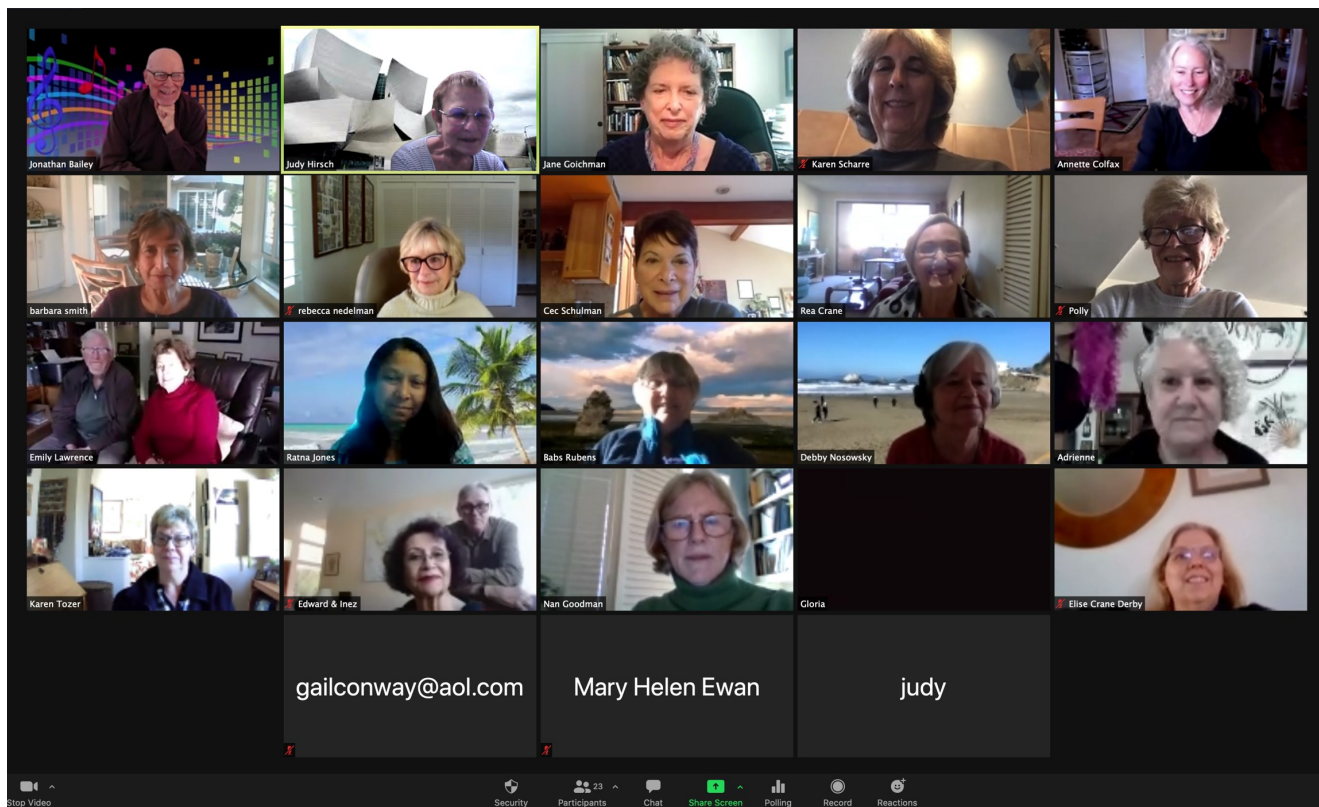 Jonathan Bailey
Judy Hirsch
Jane Goichman
Karen Scharre
Annette Colfax
barbara smith
rebecca nedelman
Cec Schulman
Rea Crane
Polly
Emily Lawrence
Ratna Jones
Babs Rubens
Debby Nosowsky
Adrienne
Karen Tozer
Edward & Inez
Nan Goodman
Gloria
Elise Crane Derby
gailconway@aol.com
Mary Helen Ewan
judy
23
Stop Video
Security
Participants
Chat
Share Screen
Polling
Record
Reactions